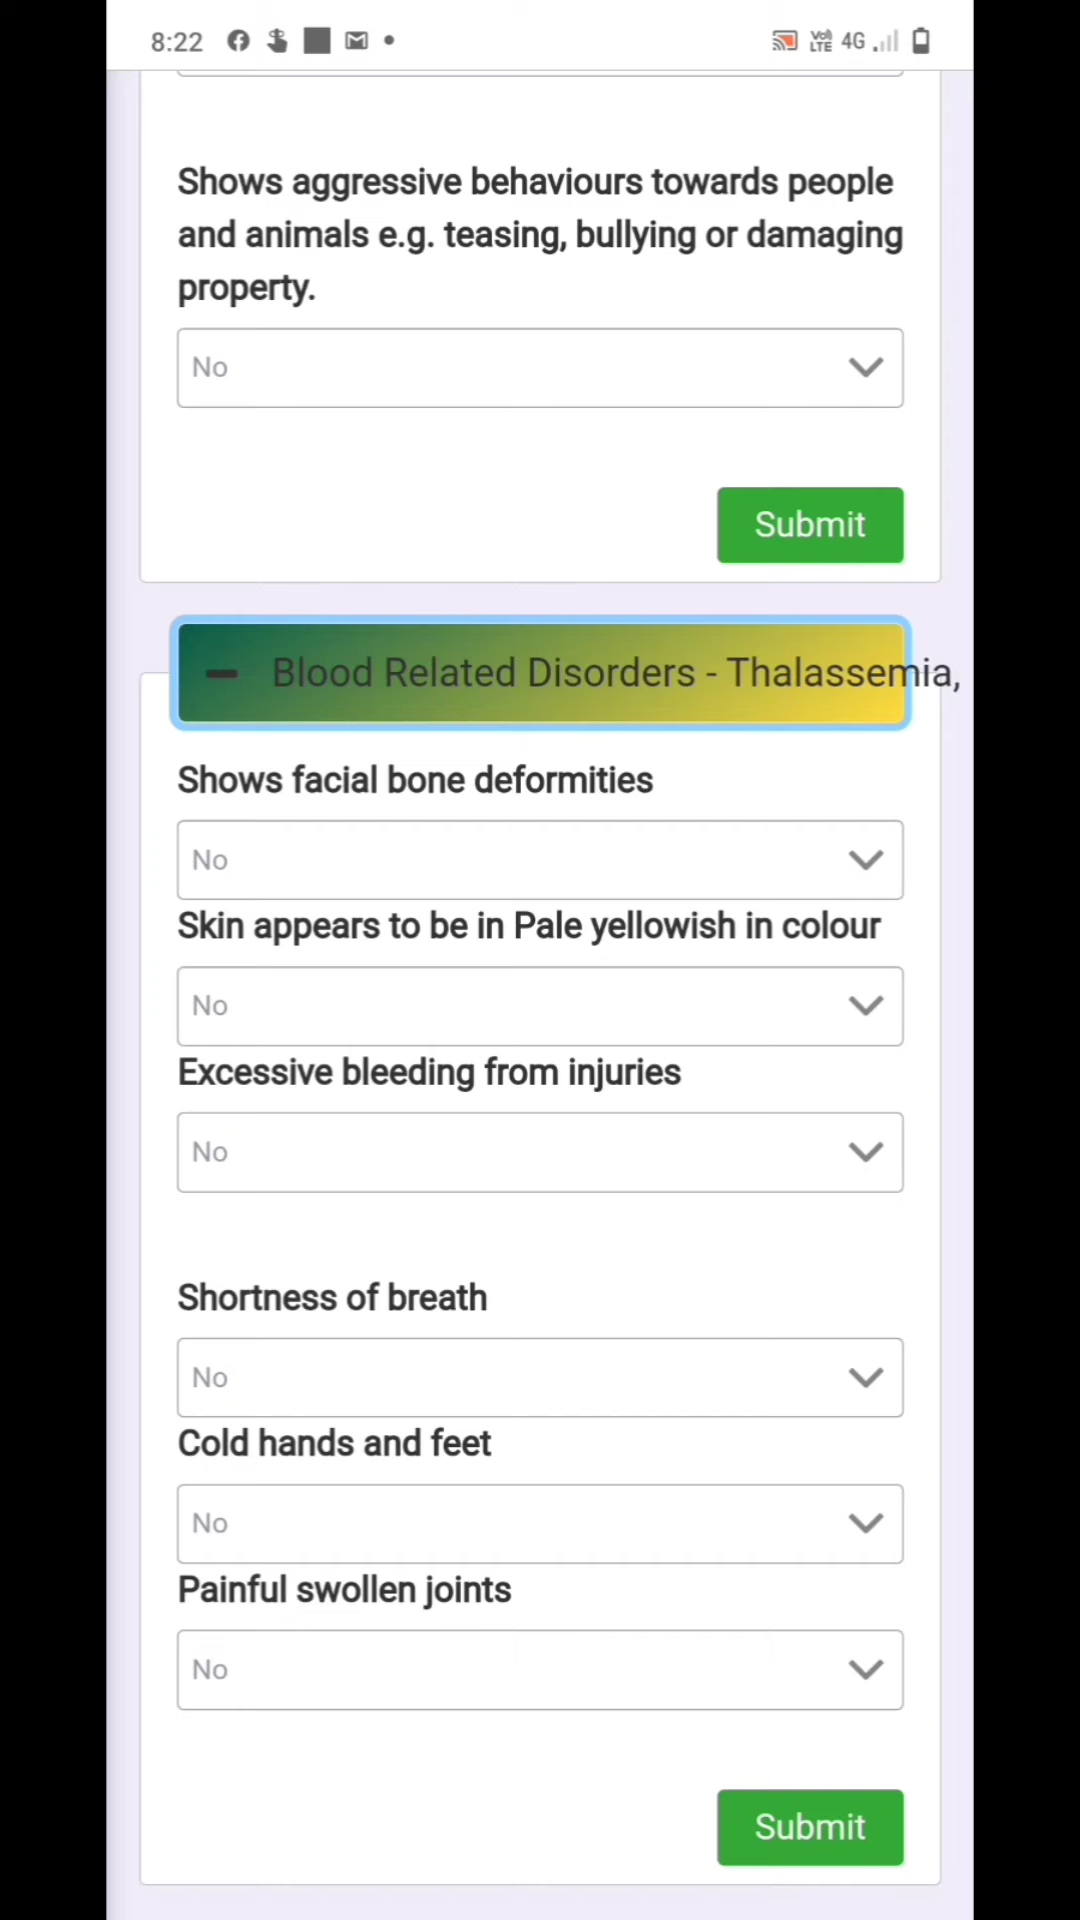 8:22
VoI) LTE 4G
Shows aggressive behaviours towards people
and animals e.g. teasing, bullying or damaging
property.
No
Submit
Blood Related Disorders - Thalassemia,
Shows facial bone deformities
No
Skin appears to be in Pale yellowish in colour
No
Excessive bleeding from injuries
No
Shortness of breath
No
Cold hands and feet
No
Painful swollen joints
No
Submit